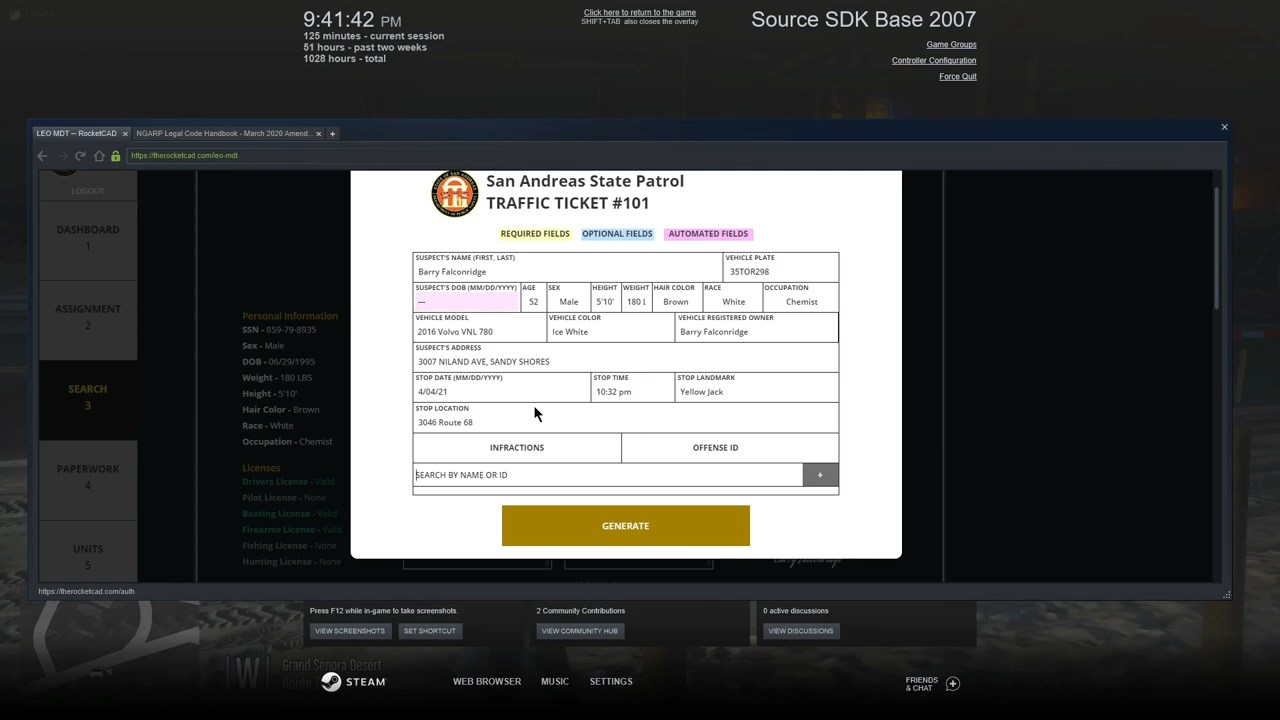 9:41:42 PM
125 minutes - current session
51 hours - past two weeks
1028 hours - total
Click here to return to the game
SHIFT+TAB also closes the overlay
Source SDK Base 2007
Game Groups
Controller Configuration
Force Quit
LEO MDT — RocketCAD ×
NGARP Legal Code Handbook - March 2020 Amend... ×
+
https://therocketcad.com/leo-mdt
LOGOUT
DASHBOARD
1
ASSIGNMENT
2
SEARCH
3
PAPERWORK
4
UNITS
5
Personal Information
SSN - 859-79-8935
Sex - Male
DOB - 06/29/1995
Weight - 180 LBS
Height - 5'10'
Hair Color - Brown
Race - White
Occupation - Chemist
Licenses
Drivers License - Valid
Pilot License - None
Boating License - Valid
Firearms License - Valid
Fishing License - None
Hunting License - None
San Andreas State Patrol
TRAFFIC TICKET #101
REQUIRED FIELDS OPTIONAL FIELDS AUTOMATED FIELDS
SUSPECT'S NAME (FIRST, LAST) VEHICLE PLATE
Barry Falconridge 35TOR298
SUSPECT'S DOB (MM/DD/YYYY) AGE SEX HEIGHT WEIGHT HAIR COLOR RACE OCCUPATION
— 52 Male 5'10' 180 L Brown White Chemist
VEHICLE MODEL VEHICLE COLOR VEHICLE REGISTERED OWNER
2016 Volvo VNL 780 Ice White Barry Falconridge
SUSPECT'S ADDRESS
3007 NILAND AVE, SANDY SHORES
STOP DATE (MM/DD/YYYY) STOP TIME STOP LANDMARK
4/04/21 10:32 pm Yellow Jack
STOP LOCATION
3046 Route 68
INFRACTIONS OFFENSE ID
SEARCH BY NAME OR ID +
GENERATE
https://therocketcad.com/auth
Press F12 while in-game to take screenshots.
VIEW SCREENSHOTS SET SHORTCUT
2 Community Contributions
VIEW COMMUNITY HUB
0 active discussions
VIEW DISCUSSIONS
W
Grand Senora Desert
STEAM
WEB BROWSER MUSIC SETTINGS
FRIENDS
& CHAT